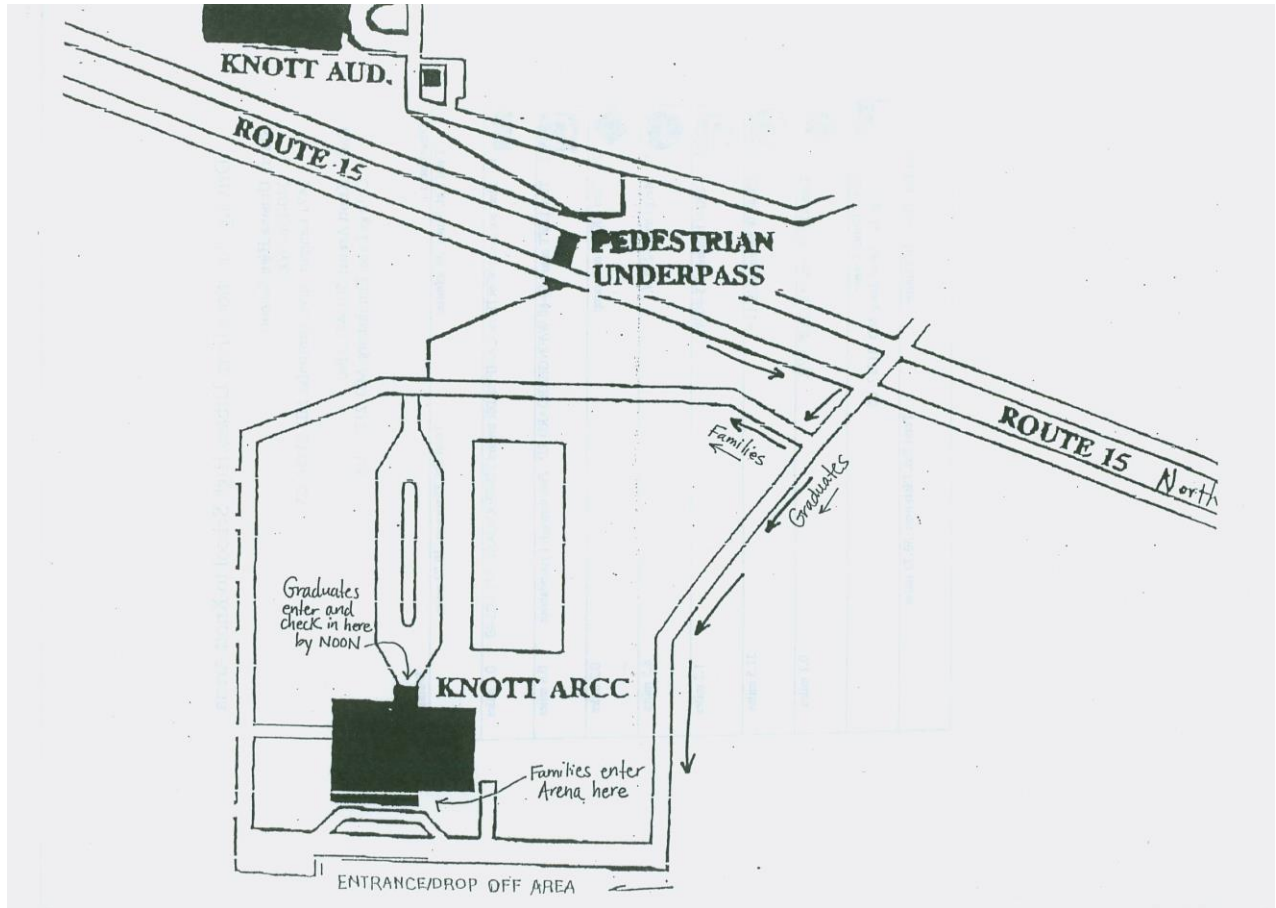 KNOTT AUD.
ROUTE 15
PEDESTRIAN
UNDERPASS
ROUTE 15
North
Families
Graduates
Graduates
enter and
check in here
by NOON
KNOTT ARCC
Families enter
Arena here
ENTRANCE/DROP OFF AREA